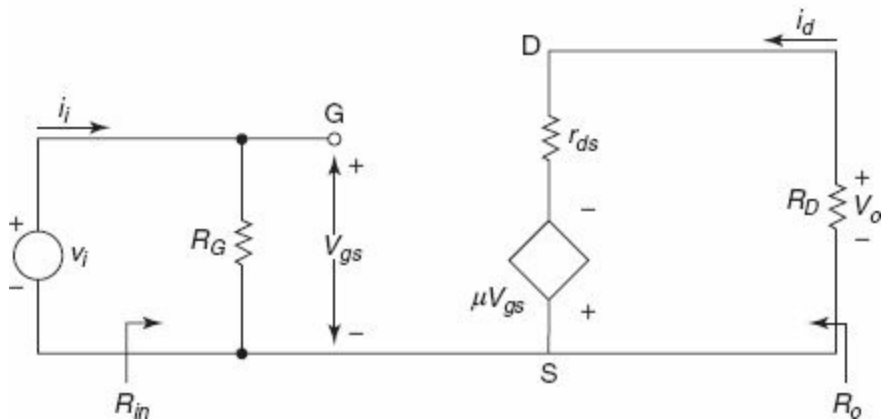 i_d
D
i_i
G
+
r_ds
+
v_i
−
R_G
V_gs
−
−
μV_gs
+
R_D
+
V_o
−
S
R_in
R_o